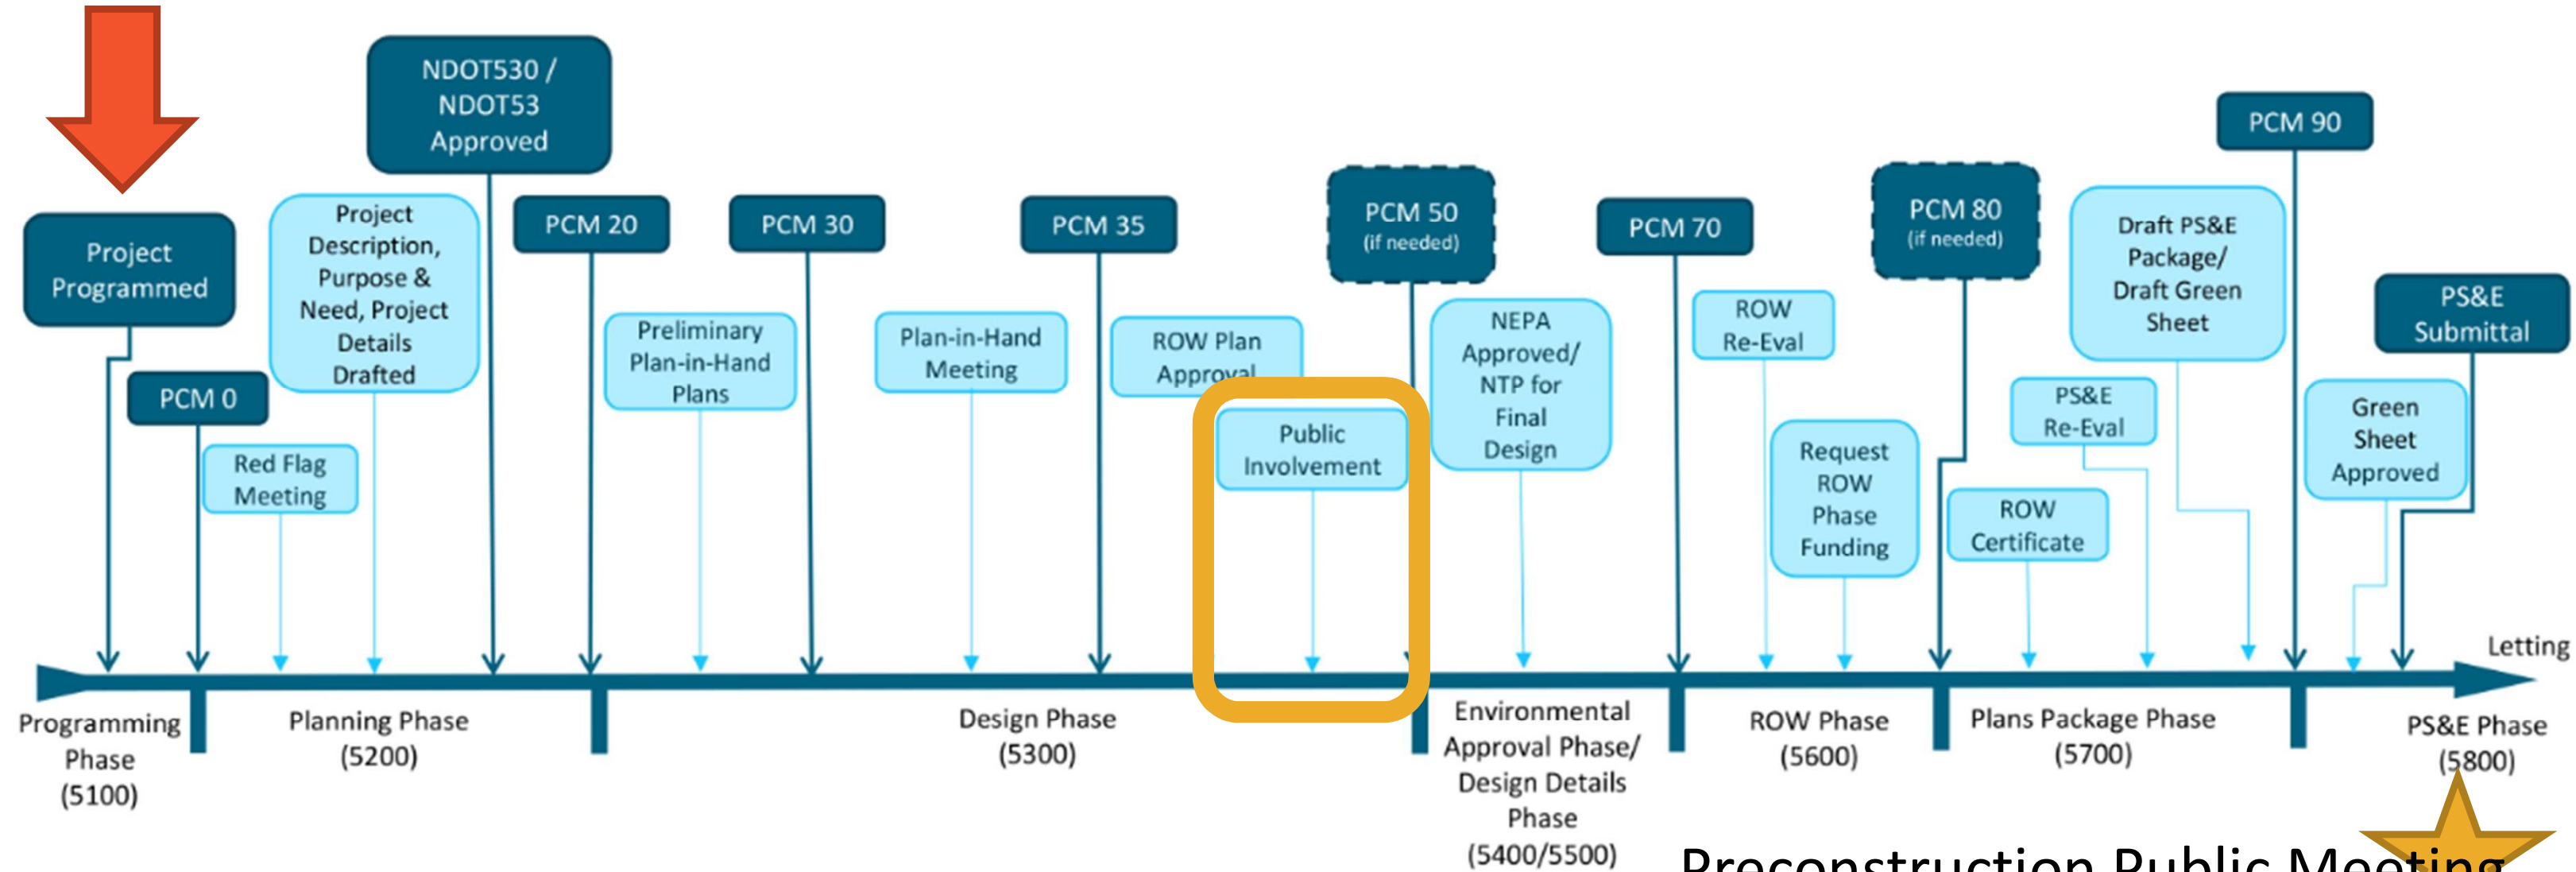 Project
Programmed
PCM 0
Red Flag
Meeting
Project
Description,
Purpose &
Need, Project
Details
Drafted
NDOT530 /
NDOT53
Approved
PCM 20
Preliminary
Plan-in-Hand
Plans
PCM 30
Plan-in-Hand
Meeting
PCM 35
ROW Plan
Approval
Public
Involvement
PCM 50
(if needed)
NEPA
Approved/
NTP for
Final
Design
PCM 70
ROW
Re-Eval
Request
ROW
Phase
Funding
PCM 80
(if needed)
ROW
Certificate
PS&E
Re-Eval
Draft PS&E
Package/
Draft Green
Sheet
PCM 90
Green
Sheet
Approved
PS&E
Submittal
Letting
Programming
Phase
(5100)
Planning Phase
(5200)
Design Phase
(5300)
Environmental
Approval Phase/
Design Details
Phase
(5400/5500)
ROW Phase
(5600)
Plans Package Phase
(5700)
PS&E Phase
(5800)
Preconstruction Public Meeting